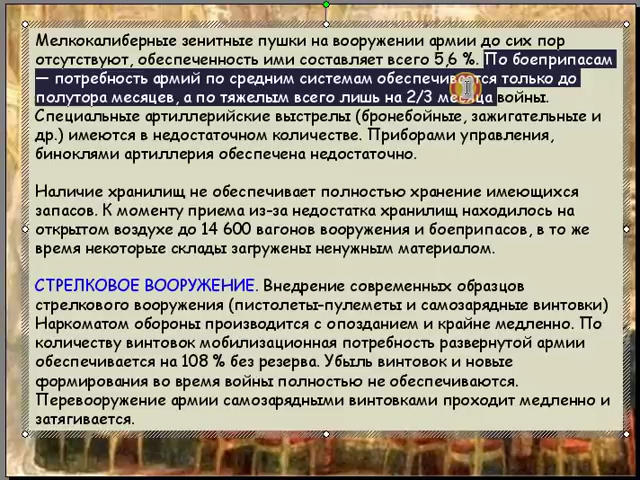 Мелкокалиберные зенитные пушки на вооружении армии до сих пор
отсутствуют, обеспеченность ими составляет всего 5,6 %. По боеприпасам
— потребность армий по средним системам обеспечивается только до
полутора месяцев, а по тяжелым всего лишь на 2/3 месяца войны.
Специальные артиллерийские выстрелы (бронебойные, зажигательные и
др.) имеются в недостаточном количестве. Приборами управления,
биноклями артиллерия обеспечена недостаточно.
Наличие хранилищ не обеспечивает полностью хранение имеющихся
запасов. К моменту приема из-за недостатка хранилищ находилось на
открытом воздухе до 14 600 вагонов вооружения и боеприпасов, в то же
время некоторые склады загружены ненужным материалом.
СТРЕЛКОВОЕ ВООРУЖЕНИЕ. Внедрение современных образцов
стрелкового вооружения (пистолеты-пулеметы и самозарядные винтовки)
Наркоматом обороны производится с опозданием и крайне медленно. По
количеству винтовок мобилизационная потребность развернутой армии
обеспечивается на 108 % без резерва. Убыль винтовок и новые
формирования во время войны полностью не обеспечиваются.
Перевооружение армии самозарядными винтовками проходит медленно и
затягивается.